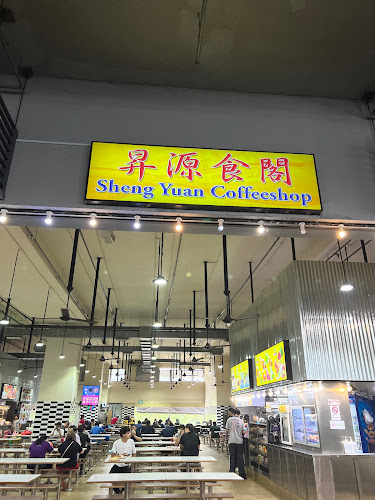 昇源食閣
Sheng Yuan Coffeeshop